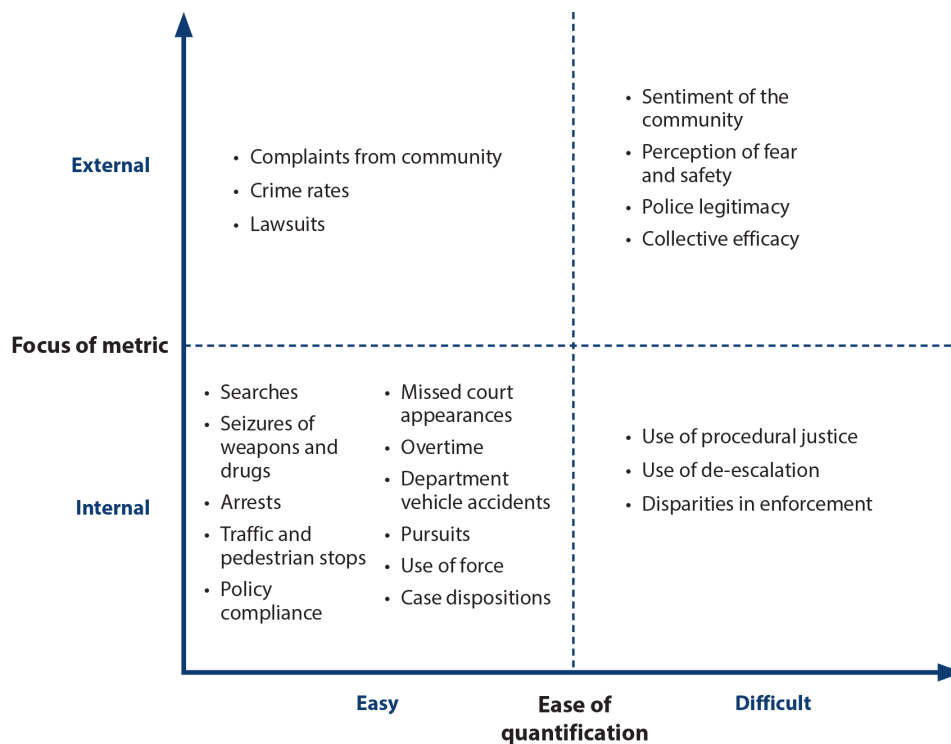 External
• Complaints from community
• Crime rates
• Lawsuits
• Sentiment of the
community
• Perception of fear
and safety
• Police legitimacy
• Collective efficacy
Focus of metric
Internal
• Searches
• Seizures of
weapons and
drugs
• Arrests
• Traffic and
pedestrian stops
• Policy
compliance
• Missed court
appearances
• Overtime
• Department
vehicle accidents
• Pursuits
• Use of force
• Case dispositions
• Use of procedural justice
• Use of de-escalation
• Disparities in enforcement
Easy
Ease of
quantification
Difficult